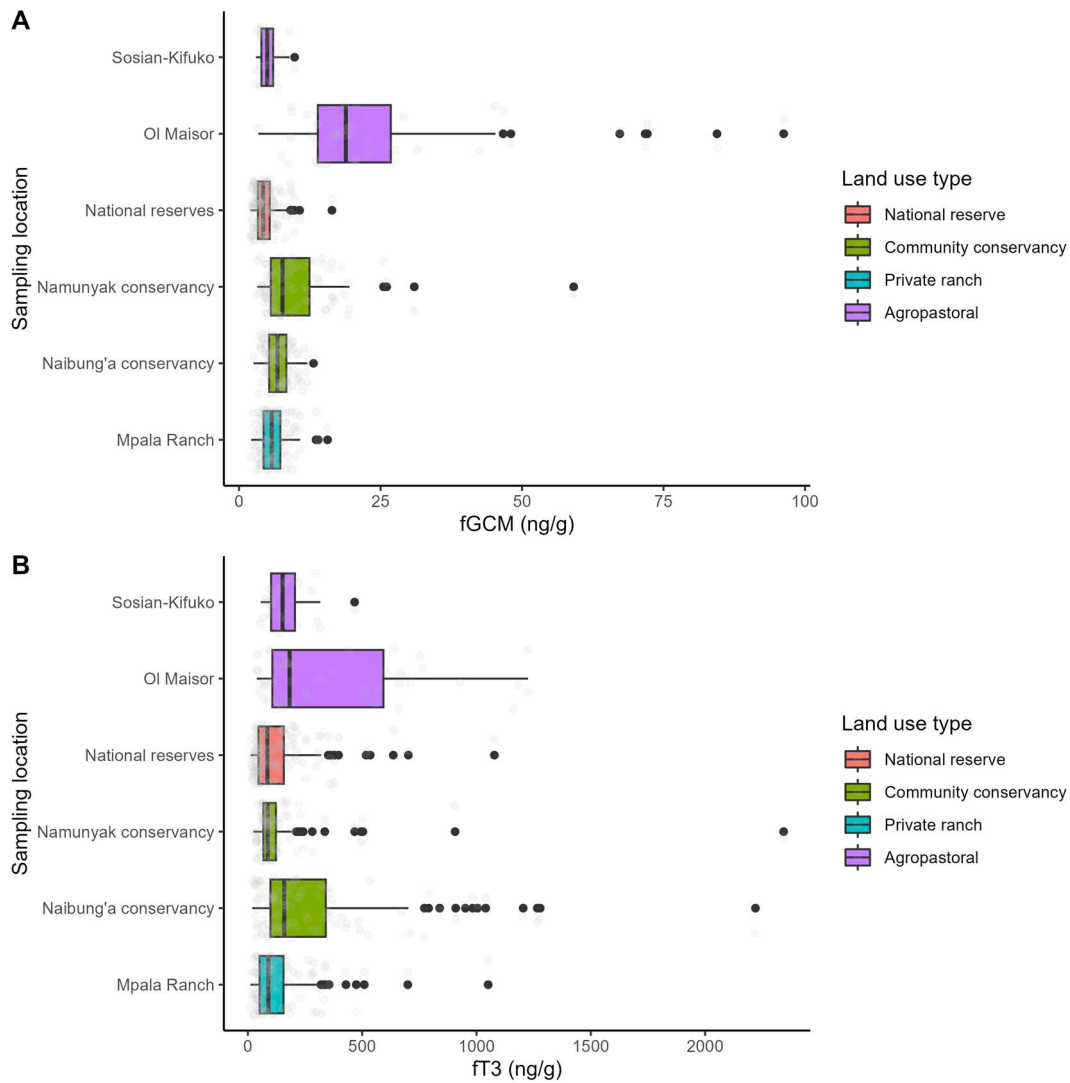 A
Sampling location
Sosian-Kifuko
Ol Maisor
National reserves
Namunyak conservancy
Naibung'a conservancy
Mpala Ranch
0 25 50 75 100
fGCM (ng/g)
Land use type
National reserve
Community conservancy
Private ranch
Agropastoral
B
Sampling location
Sosian-Kifuko
Ol Maisor
National reserves
Namunyak conservancy
Naibung'a conservancy
Mpala Ranch
0 500 1000 1500 2000
fT3 (ng/g)
Land use type
National reserve
Community conservancy
Private ranch
Agropastoral